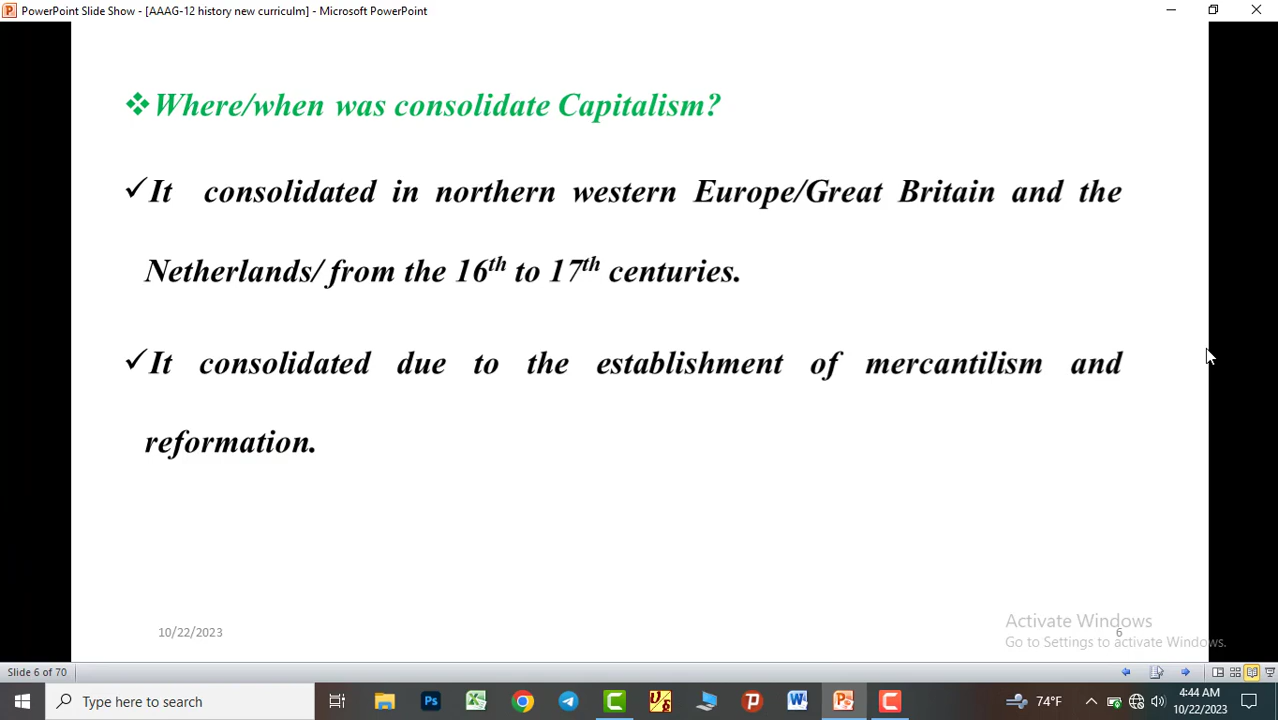 PowerPoint Slide Show - [AAAG-12 history new curriculm] - Microsoft PowerPoint
Where/when was consolidate Capitalism?
It consolidated in northern western Europe/Great Britain and the
Netherlands/ from the 16th to 17th centuries.
It consolidated due to the establishment of mercantilism and
reformation.
10/22/2023
6
Activate Windows
Go to Settings to activate Windows.
Slide 6 of 70
Type here to search
74°F
4:44 AM
10/22/2023